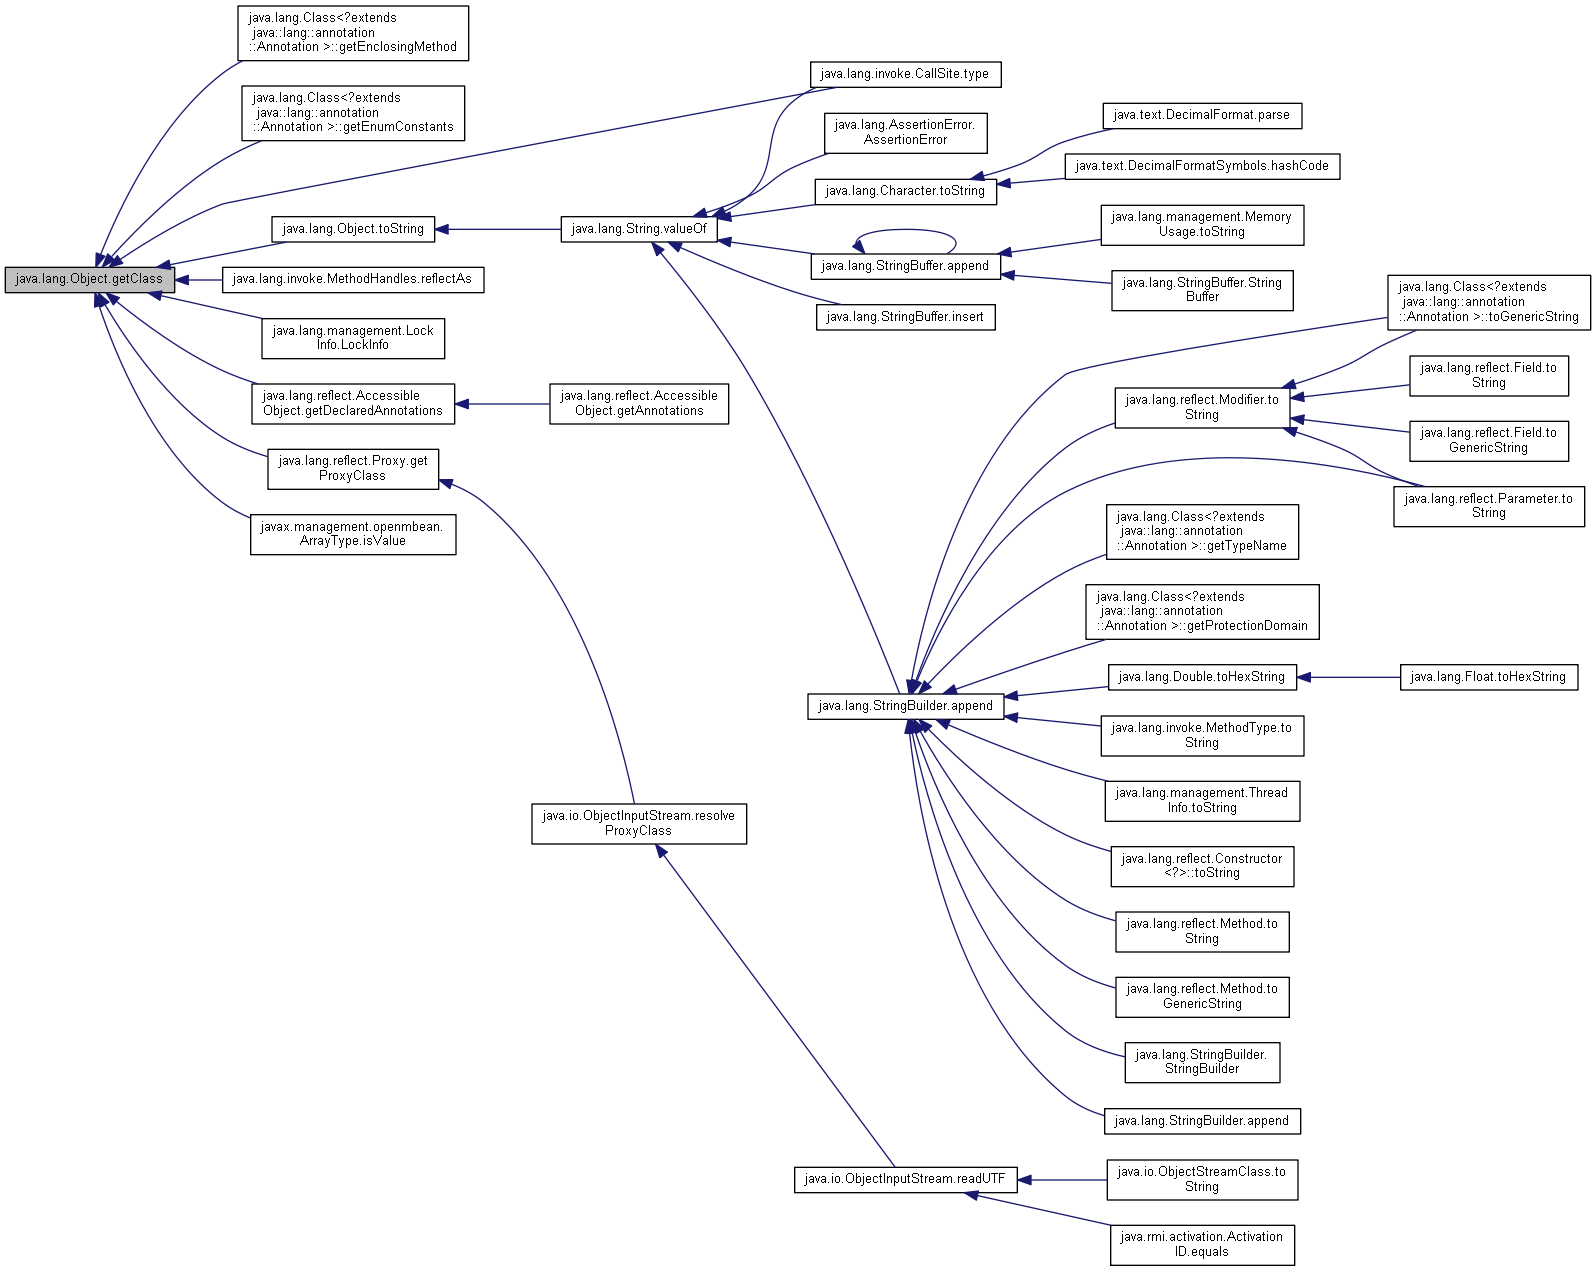 java.lang.Class<?extends
java::lang::annotation
::Annotation >::getEnclosingMethod
java.lang.Class<?extends
java::lang::annotation
::Annotation >::getEnumConstants
java.lang.Object.toString
java.lang.Object.getClass
java.lang.invoke.MethodHandles.reflectAs
java.lang.management.Lock
Info.LockInfo
java.lang.reflect.Accessible
Object.getDeclaredAnnotations
java.lang.reflect.Proxy.get
ProxyClass
javax.management.openmbean.
ArrayType.isValue
java.lang.String.valueOf
java.lang.reflect.Accessible
Object.getAnnotations
java.io.ObjectInputStream.resolve
ProxyClass
java.lang.invoke.CallSite.type
java.lang.AssertionError.
AssertionError
java.lang.Character.toString
java.lang.StringBuffer.append
java.lang.StringBuffer.insert
java.lang.StringBuilder.append
java.io.ObjectInputStream.readUTF
java.text.DecimalFormat.parse
java.text.DecimalFormatSymbols.hashCode
java.lang.management.Memory
Usage.toString
java.lang.StringBuffer.String
Buffer
java.lang.reflect.Modifier.to
String
java.lang.Class<?extends
java::lang::annotation
::Annotation >::getTypeName
java.lang.Class<?extends
java::lang::annotation
::Annotation >::getProtectionDomain
java.lang.Double.toHexString
java.lang.invoke.MethodType.to
String
java.lang.management.Thread
Info.toString
java.lang.reflect.Constructor
<?>::toString
java.lang.reflect.Method.to
String
java.lang.reflect.Method.to
GenericString
java.lang.StringBuilder.
StringBuilder
java.lang.StringBuilder.append
java.io.ObjectStreamClass.to
String
java.rmi.activation.Activation
ID.equals
java.lang.Class<?extends
java::lang::annotation
::Annotation >::toGenericString
java.lang.reflect.Field.to
String
java.lang.reflect.Field.to
GenericString
java.lang.reflect.Parameter.to
String
java.lang.Float.toHexString